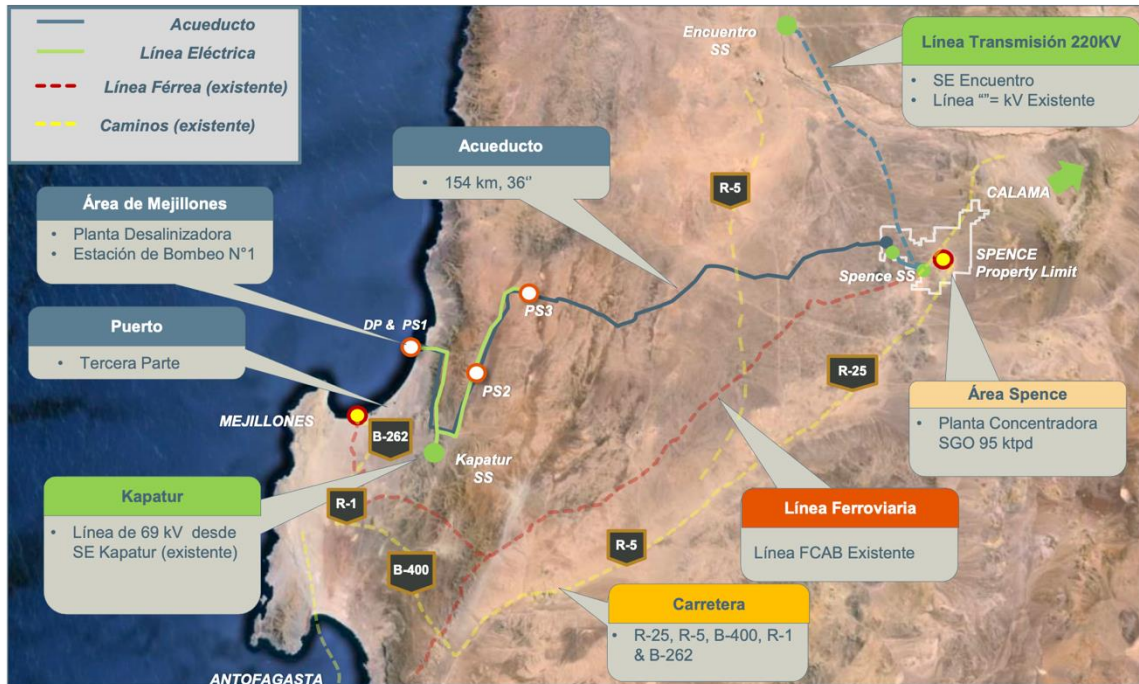 Acueducto
Línea Eléctrica
Línea Férrea (existente)
Caminos (existente)
Encuentro
SS
Línea Transmisión 220KV
• SE Encuentro
• Línea “”= kV Existente
Acueducto
• 154 km, 36‘’
R-5
CALAMA
Área de Mejillones
• Planta Desalinizadora
• Estación de Bombeo N°1
SPENCE
Property Limit
Spence SS
PS3
DP & PS1
Puerto
• Tercera Parte
PS2
R-25
MEJILLONES
B-262
Kapatur
SS
Área Spence
• Planta Concentradora
SGO 95 ktpd
Kapatur
• Línea de 69 kV desde
SE Kapatur (existente)
R-1
Línea Ferroviaria
Línea FCAB Existente
R-5
B-400
Carretera
• R-25, R-5, B-400, R-1
& B-262
ANTOFAGASTA